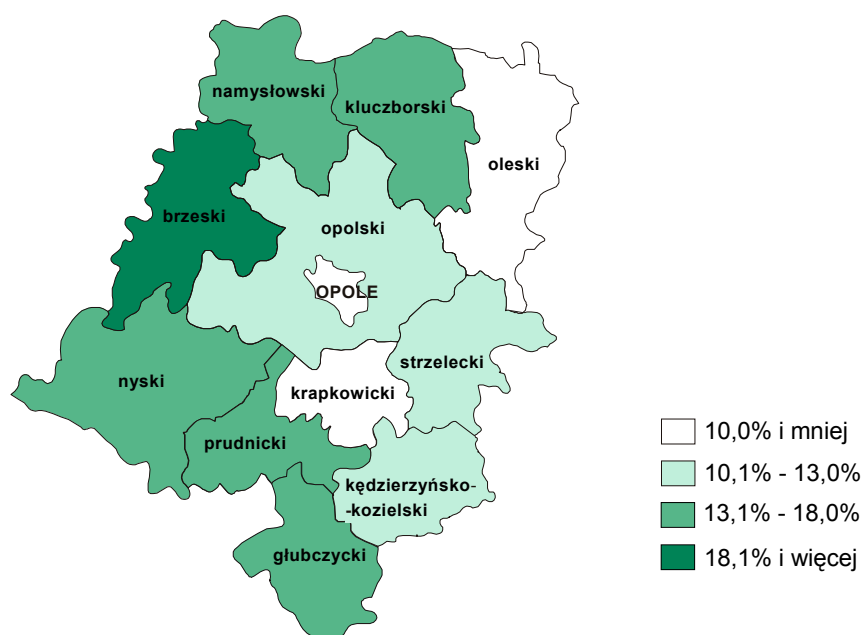 namysłowski
kluczborski
oleski
brzeski
opolski
OPOLE
strzelecki
nyski
krapkowicki
prudnicki
kędzierzyńsko-
-kozielski
głubczycki
10,0% i mniej
10,1% - 13,0%
13,1% - 18,0%
18,1% i więcej